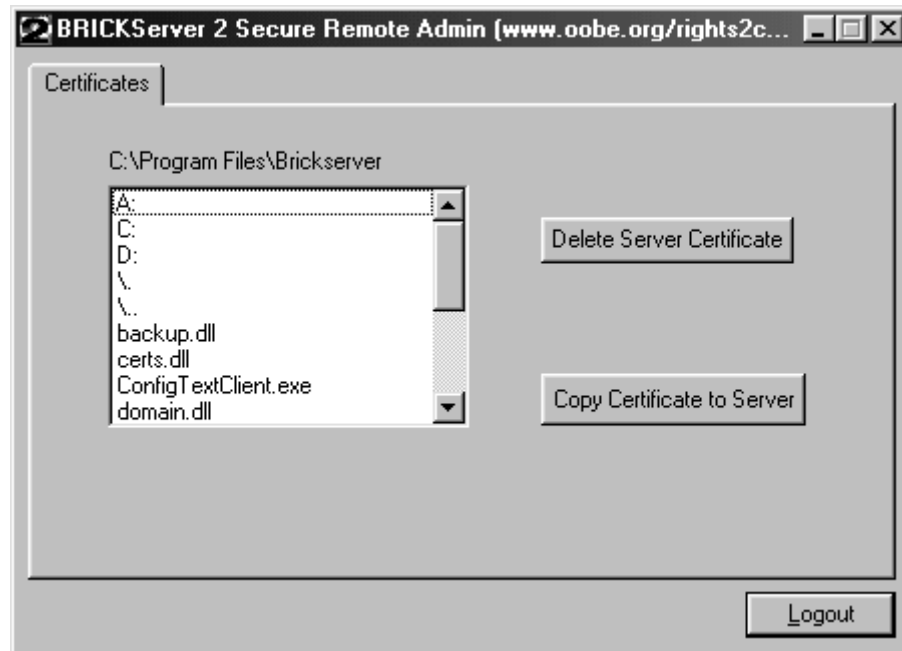 BRICKServer 2 Secure Remote Admin (www.oobe.org/rights2c...
Certificates
C:\Program Files\Brickserver
A:
C:
D:
\.
\..
backup.dll
certs.dll
ConfigTextClient.exe
domain.dll
Delete Server Certificate
Copy Certificate to Server
Logout